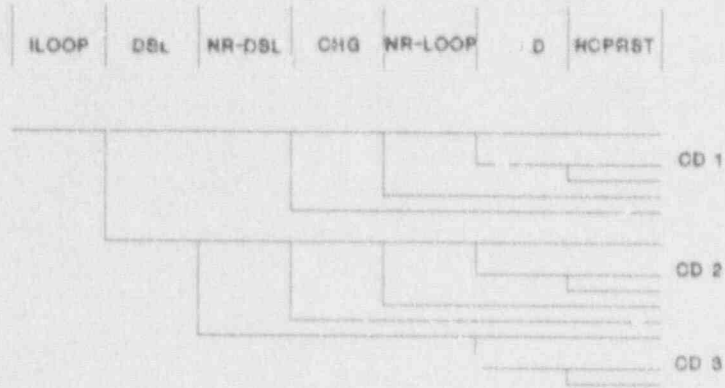 ILOOP DSL NR-DSL CHG NR-LOOP D HCPRST
CD 1
CD 2
CD 3